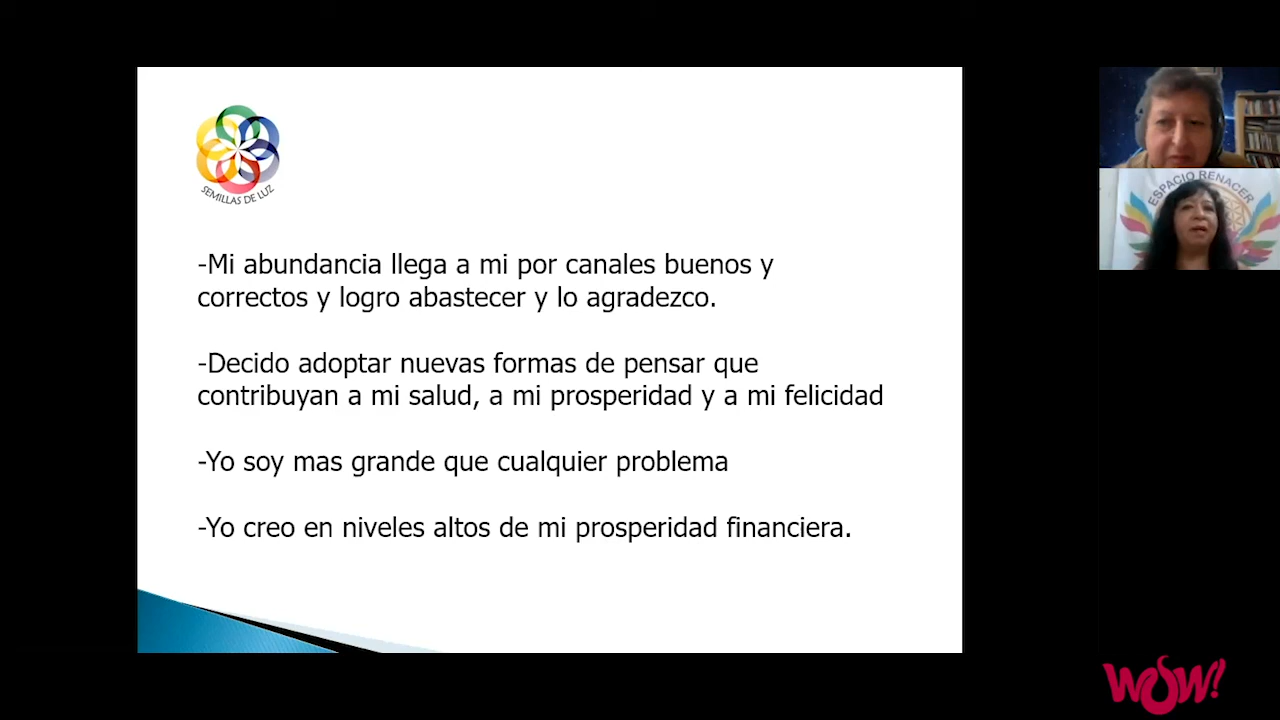 SEMILLAS DE LUZ
-Mi abundancia llega a mi por canales buenos y
correctos y logro abastecer y lo agradezco.
-Decido adoptar nuevas formas de pensar que
contribuyan a mi salud, a mi prosperidad y a mi felicidad
-Yo soy mas grande que cualquier problema
-Yo creo en niveles altos de mi prosperidad financiera.
ESPACIO RENACER
WOW!